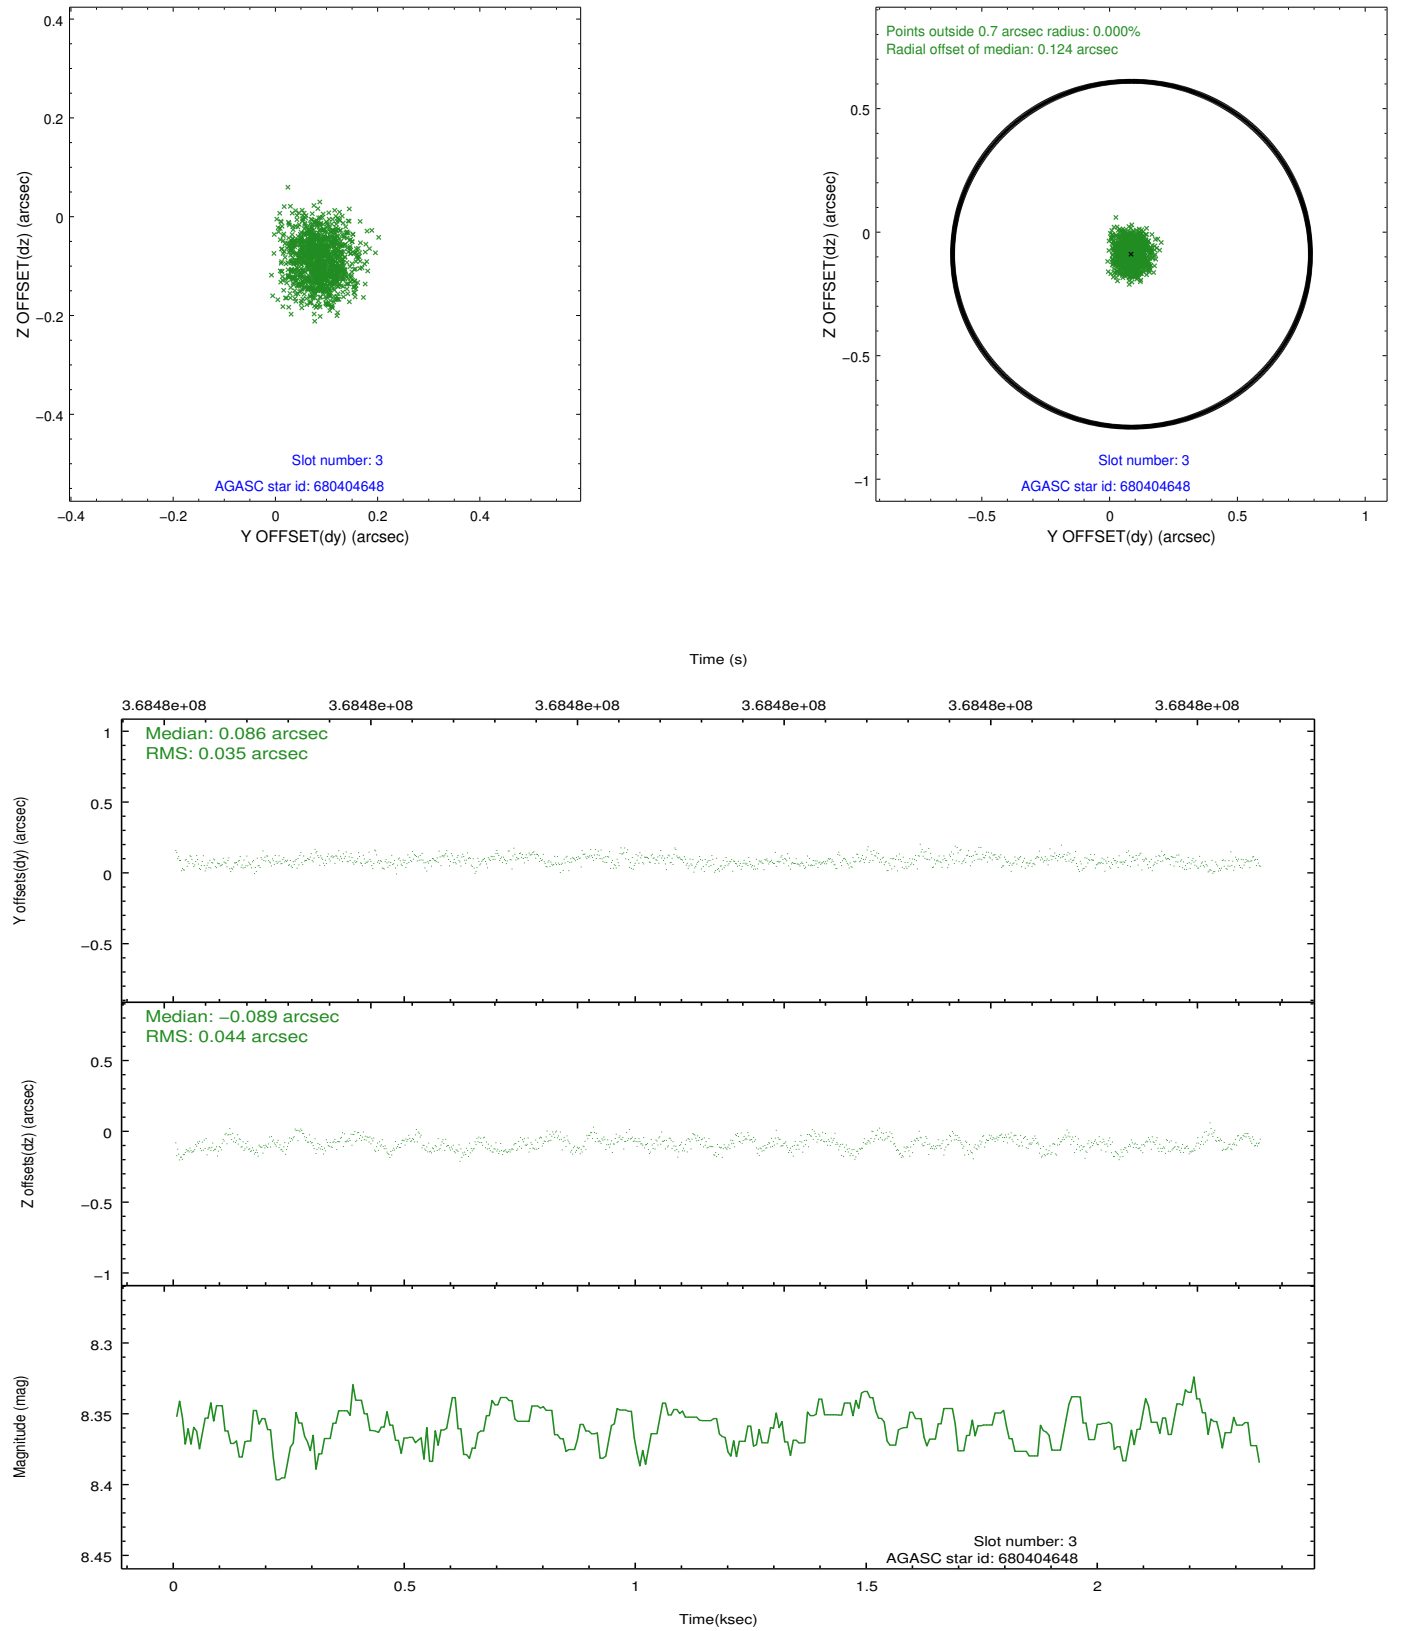 0.4
0.2
0
−0.2
−0.4
Z OFFSET(dz) (arcsec)
Slot number: 3
AGASC star id: 680404648
−0.4 −0.2 0 0.2 0.4
Y OFFSET(dy) (arcsec)
Points outside 0.7 arcsec radius: 0.000%
Radial offset of median: 0.124 arcsec
0.5
0
−0.5
−1
Z OFFSET(dz) (arcsec)
Slot number: 3
AGASC star id: 680404648
−0.5 0 0.5 1
Y OFFSET(dy) (arcsec)
Time (s)
3.6848e+08 3.6848e+08 3.6848e+08 3.6848e+08 3.6848e+08 3.6848e+08
Median: 0.086 arcsec
RMS: 0.035 arcsec
1
0.5
0
−0.5
Y offsets(dy) (arcsec)
Median: −0.089 arcsec
RMS: 0.044 arcsec
0.5
0
−0.5
−1
Z offsets(dz) (arcsec)
8.3
8.35
8.4
8.45
Magnitude (mag)
Slot number: 3
AGASC star id: 680404648
0 0.5 1 1.5 2
Time(ksec)